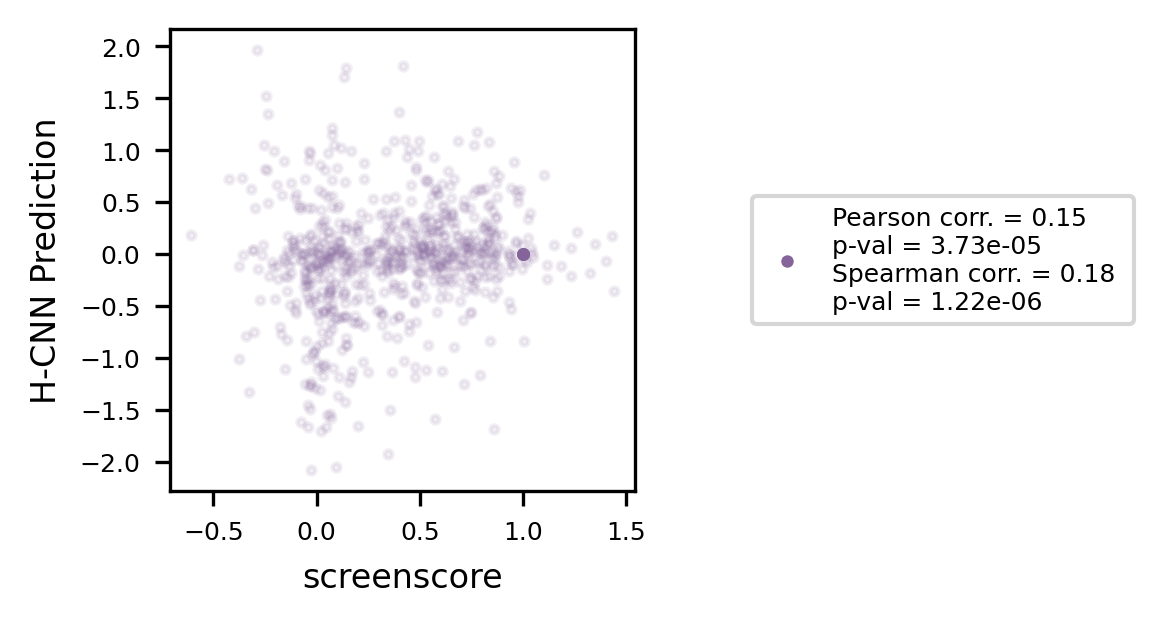 2.0
1.5
1.0
0.5
0.0
−0.5
−1.0
−1.5
−2.0
H-CNN Prediction
−0.5 0.0 0.5 1.0 1.5
screenscore
Pearson corr. = 0.15
p-val = 3.73e-05
Spearman corr. = 0.18
p-val = 1.22e-06